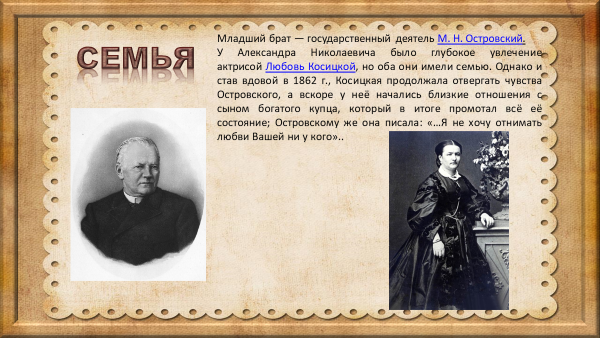 СЕМЬЯ
Младший брат — государственный деятель М. Н. Островский.
У Александра Николаевича было глубокое увлечение
актрисой Любовь Косицкой, но оба они имели семью. Однако и
став вдовой в 1862 г., Косицкая продолжала отвергать чувства
Островского, а вскоре у неё начались близкие отношения с
сыном богатого купца, который в итоге промотал всё её
состояние; Островскому же она писала: «…Я не хочу отнимать
любви Вашей ни у кого»..